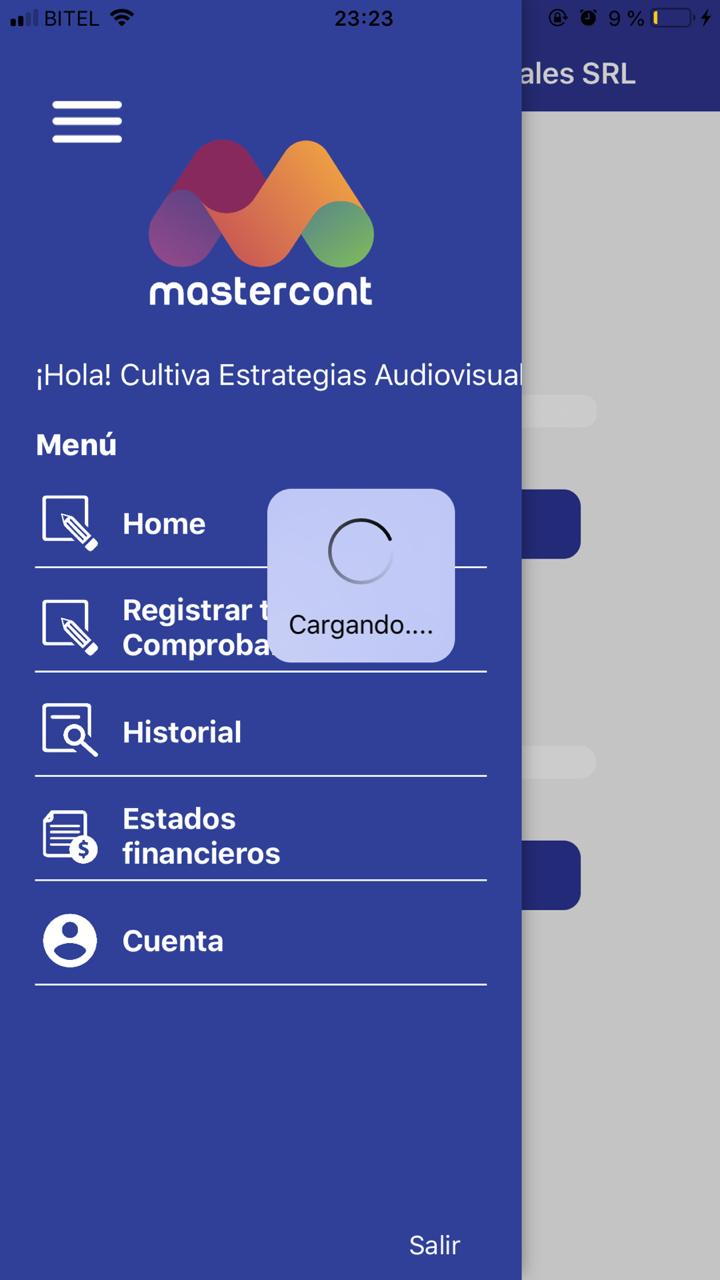 BITEL 23:23 9 %
ales SRL
mastercont
¡Hola! Cultiva Estrategias Audiovisual
Menú
Home
Cargando....
Registrar t
Comproba
Historial
Estados
financieros
$
Cuenta
Salir